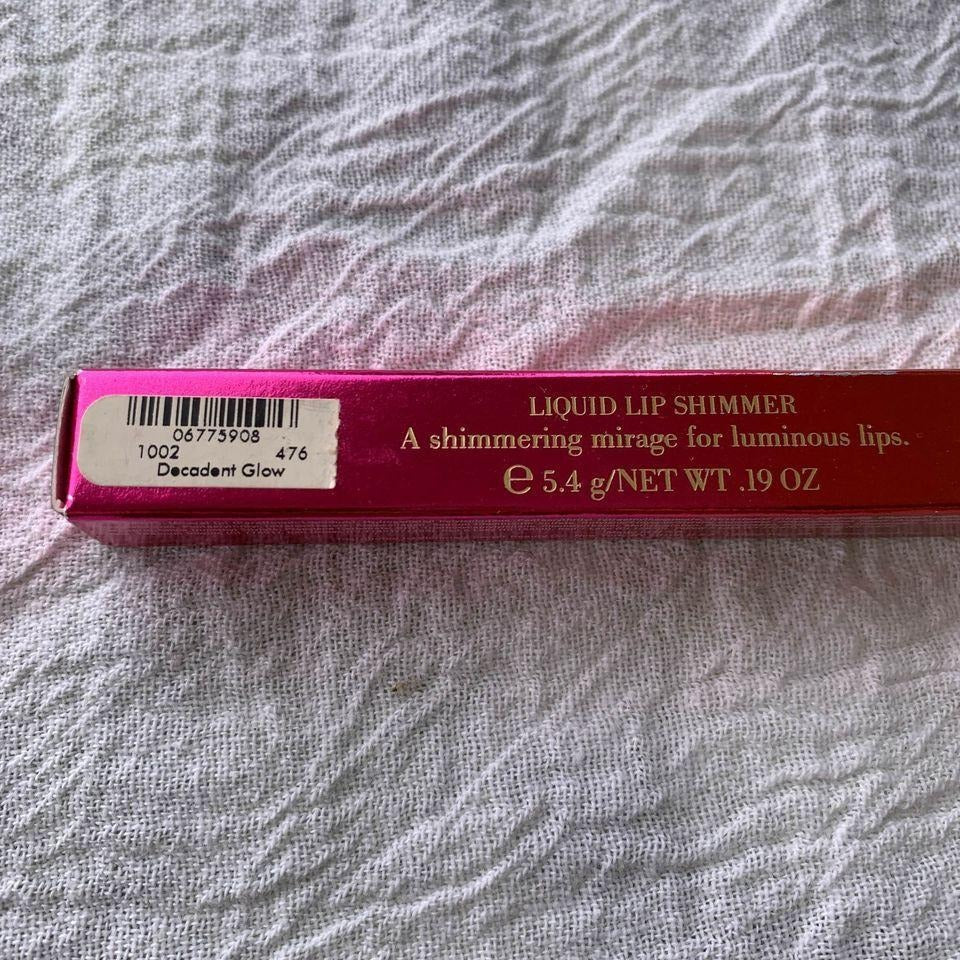 06775908
1002 476
Decadent Glow
LIQUID LIP SHIMMER
A shimmering mirage for luminous lips.
℮ 5.4 g/NET WT .19 OZ